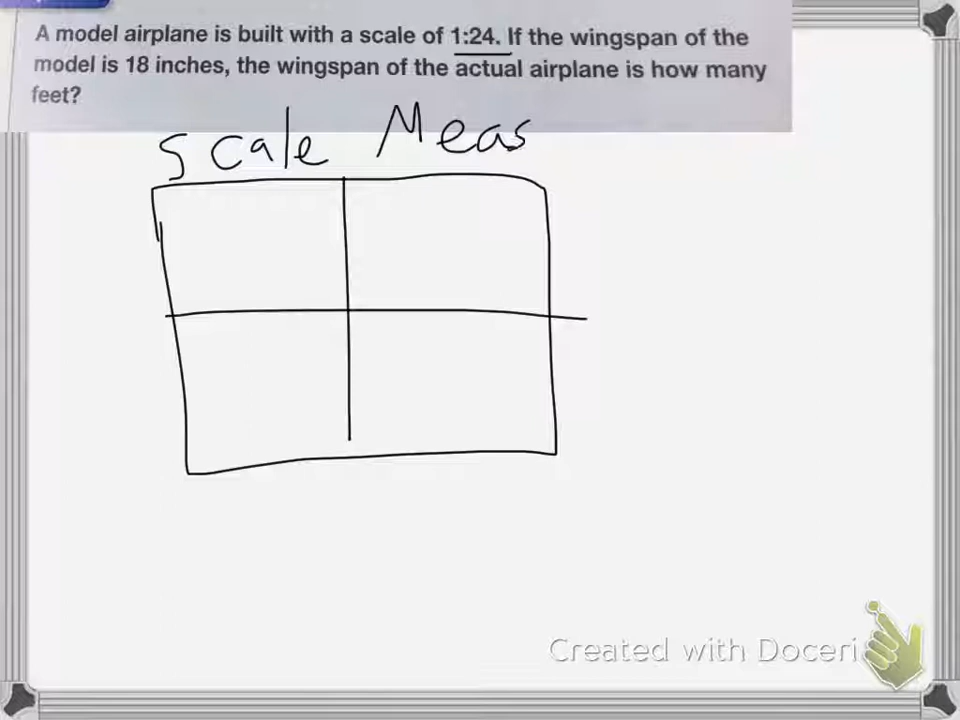 A model airplane is built with a scale of 1:24. If the wingspan of the
model is 18 inches, the wingspan of the actual airplane is how many
feet?
Scale Meas
Created with Doceri